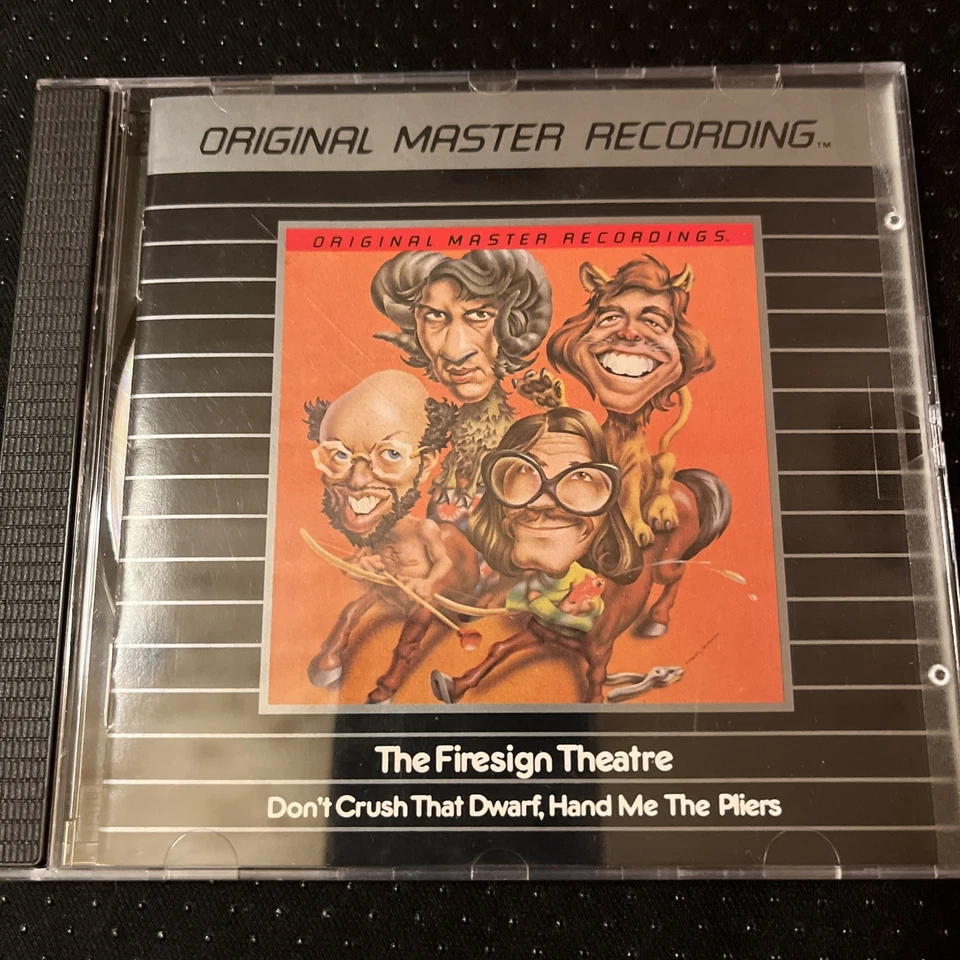 ORIGINAL MASTER RECORDING™
ORIGINAL MASTER RECORDINGS
The Firesign Theatre
Don't Crush That Dwarf, Hand Me The Pliers